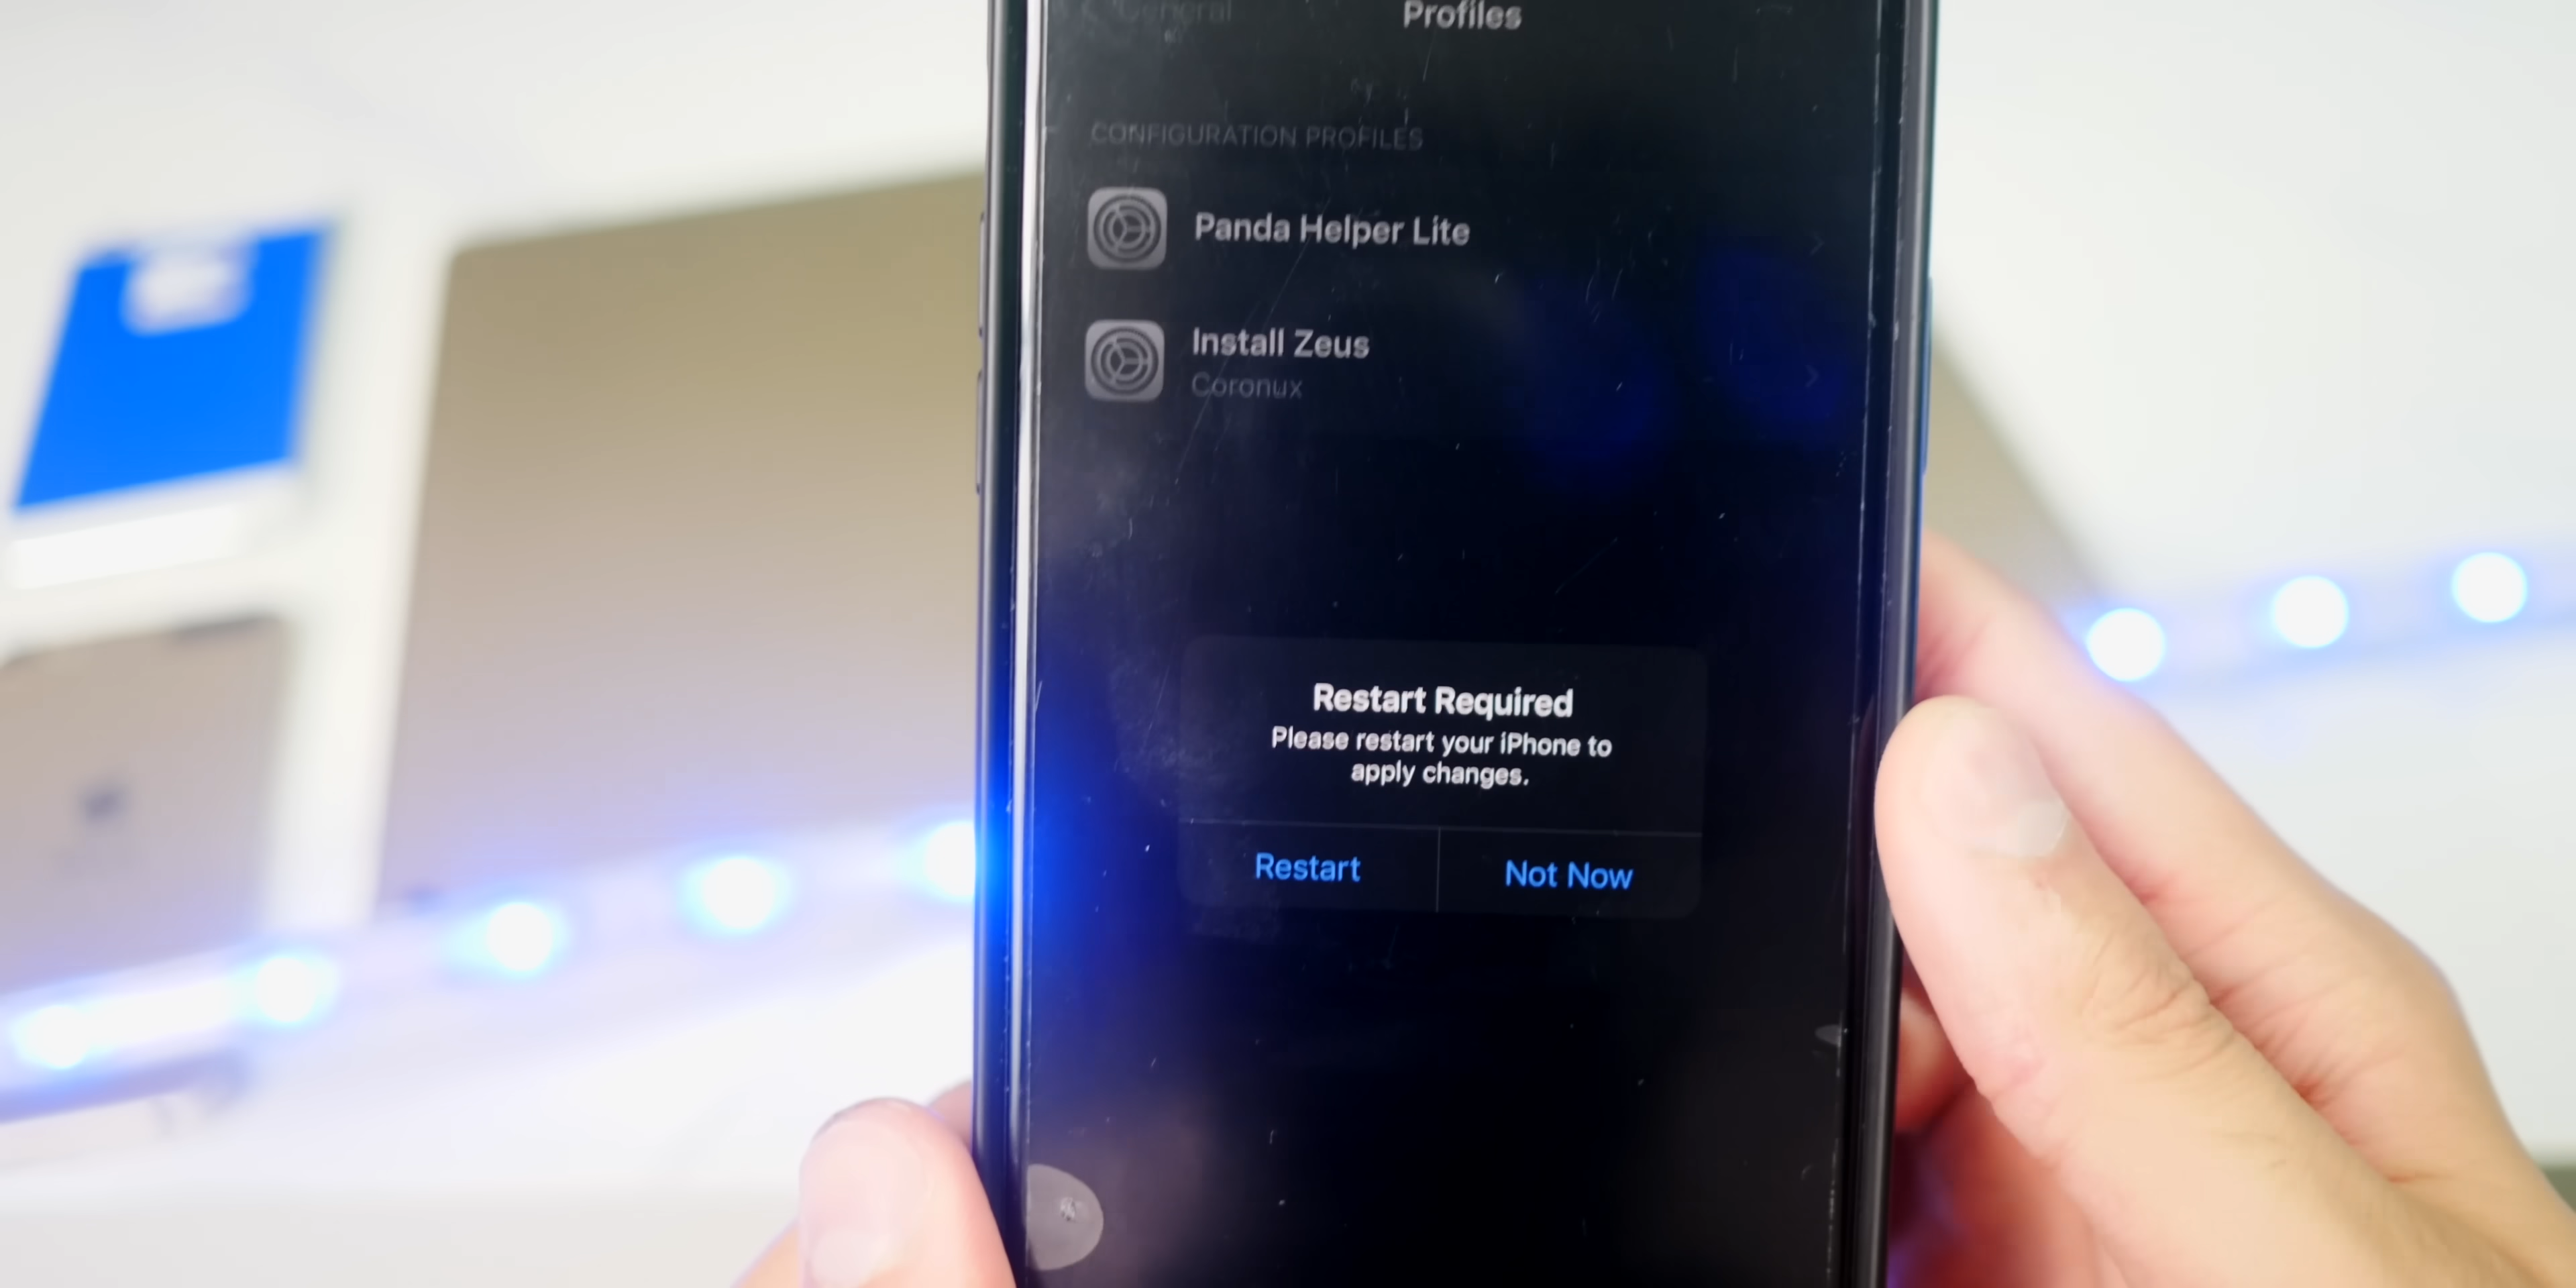 General
Profiles
CONFIGURATION PROFILES
Panda Helper Lite
Install Zeus
Coronux
Restart Required
Please restart your iPhone to
apply changes.
Restart
Not Now